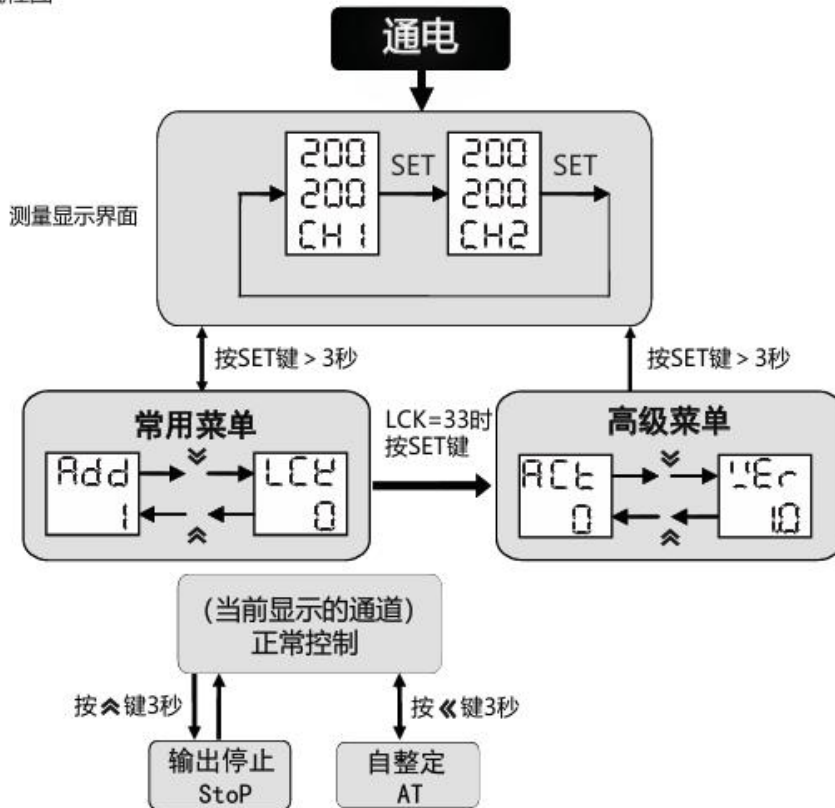 通电
200
200
CH1
SET
200
200
CH2
SET
测量显示界面
按SET键 > 3秒
按SET键 > 3秒
常用菜单
Add
1
LCK
0
LCK=33时
按SET键
高级菜单
ACt
0
VEr
1.0
(当前显示的通道)
正常控制
按键3秒
按键3秒
输出停止
StoP
自整定
AT